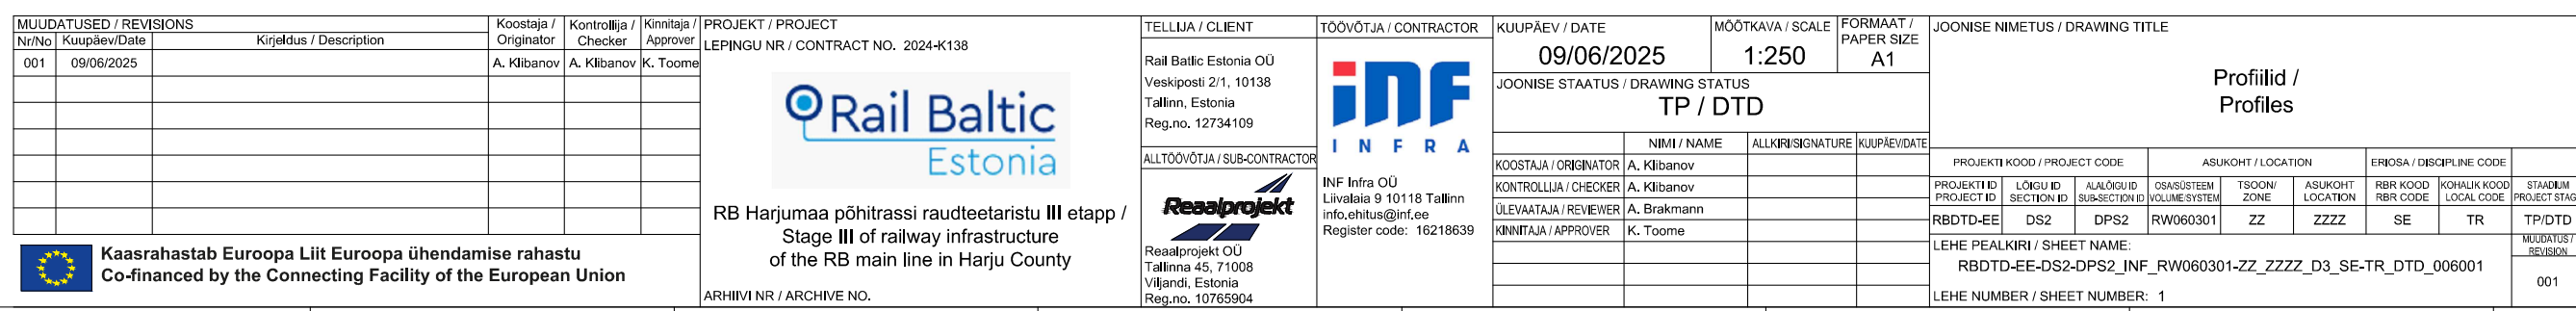 MUUDATUSED / REVISIONS
Nr/No Kuupäev/Date Kirjeldus / Description
Koostaja / Originator
Kontrollija / Checker
Kinnitaja / Approver
001 09/06/2025 A. Klibanov A. Klibanov K. Toome
Kaasrahastab Euroopa Liit Euroopa ühendamise rahastu
Co-financed by the Connecting Facility of the European Union
PROJEKT / PROJECT
LEPINGU NR / CONTRACT NO. 2024-K138
Rail Baltic
Estonia
RB Harjumaa põhitrassi raudteetaristu III etapp /
Stage III of railway infrastructure
of the RB main line in Harju County
ARHIIVI NR / ARCHIVE NO.
TELLIJA / CLIENT
Rail Batlic Estonia OÜ
Veskiposti 2/1, 10138
Tallinn, Estonia
Reg.no. 12734109
ALLTÖÖVÕTJA / SUB-CONTRACTOR
Reaalprojekt
Reaalprojekt OÜ
Tallinna 45, 71008
Viljandi, Estonia
Reg.no. 10765904
TÖÖVÕTJA / CONTRACTOR
inf
INFRA
INF Infra OÜ
Liivalaia 9 10118 Tallinn
info.ehitus@inf.ee
Register code: 16218639
KUUPÄEV / DATE
09/06/2025
MÕÕTKAVA / SCALE
1:250
FORMAAT /
PAPER SIZE
A1
JOONISE STAATUS / DRAWING STATUS
TP / DTD
NIMI / NAME ALLKIRI/SIGNATURE KUUPÄEV/DATE
KOOSTAJA / ORIGINATOR A. Klibanov
KONTROLLIJA / CHECKER A. Klibanov
ÜLEVAATAJA / REVIEWER A. Brakmann
KINNITAJA / APPROVER K. Toome
JOONISE NIMETUS / DRAWING TITLE
Profiilid /
Profiles
PROJEKTI KOOD / PROJECT CODE ASUKOHT / LOCATION ERIOSA / DISCIPLINE CODE
PROJEKTI ID LÕIGU ID ALALÕIGU ID OSA/SÜSTEEM TSOON/ ASUKOHT RBR KOOD KOHALIK KOOD STAADIUM
PROJECT ID SECTION ID SUB-SECTION ID VOLUME/SYSTEM ZONE LOCATION RBR CODE LOCAL CODE PROJECT STAG
RBDTD-EE DS2 DPS2 RW060301 ZZ ZZZZ SE TR TP/DTD
LEHE PEALKIRI / SHEET NAME:
RBDTD-EE-DS2-DPS2_INF_RW060301-ZZ_ZZZZ_D3_SE-TR_DTD_006001
LEHE NUMBER / SHEET NUMBER: 1
MUUDATUS /
REVISION
001